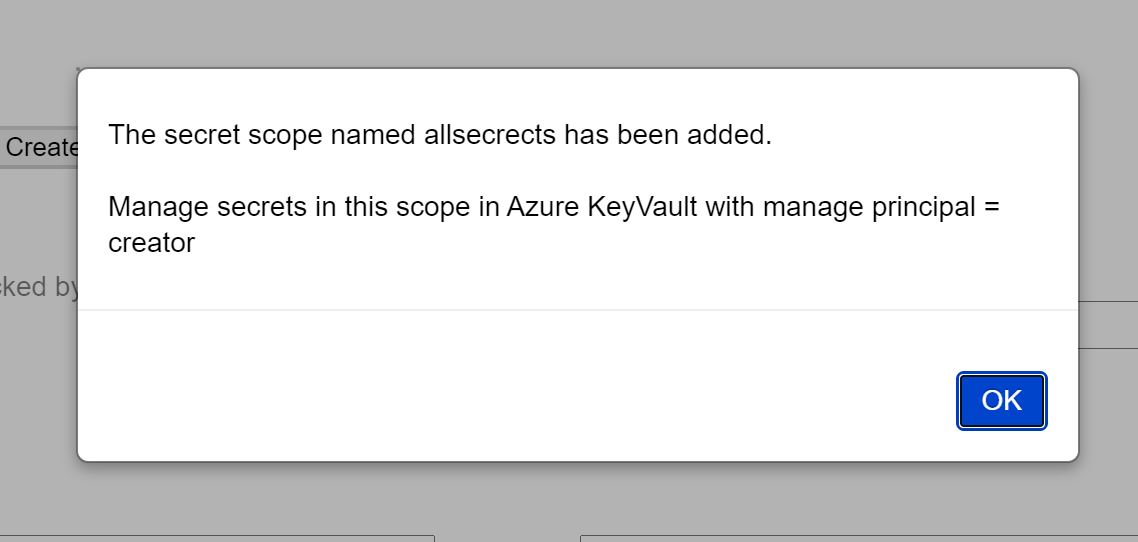 The secret scope named allsecrects has been added.
Create
Manage secrets in this scope in Azure KeyVault with manage principal =
creator
cked by
OK